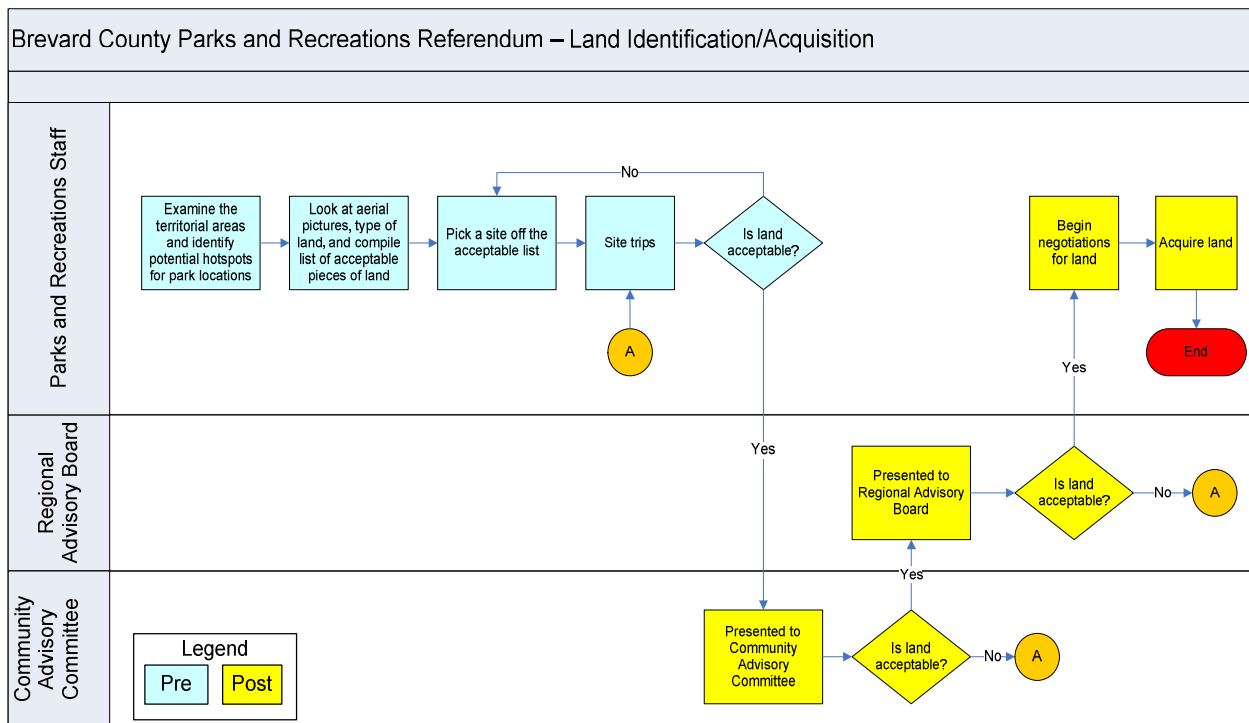 Brevard County Parks and Recreations Referendum – Land Identification/Acquisition
Parks and Recreations Staff
Examine the
territorial areas
and identify
potential hotspots
for park locations
Look at aerial
pictures, type of
land, and compile
list of acceptable
pieces of land
Pick a site off the
acceptable list
Site trips
Is land
acceptable?
No
A
Yes
Begin
negotiations
for land
Acquire land
End
Yes
Regional
Advisory Board
Presented to
Regional Advisory
Board
Is land
acceptable?
No
A
Yes
Community
Advisory
Committee
Presented to
Community
Advisory
Committee
Is land
acceptable?
No
A
Legend
Pre
Post